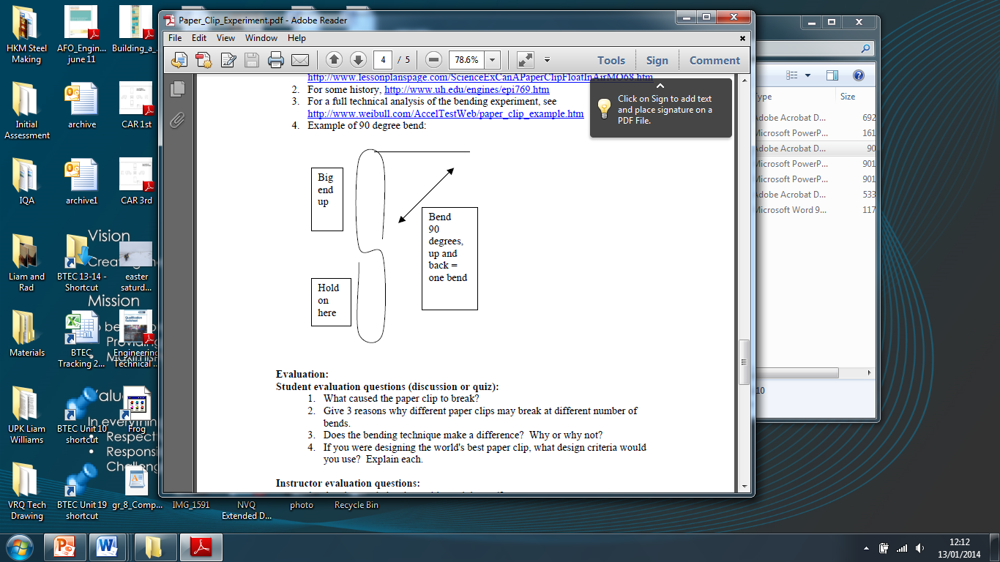 Paper_Clip_Experiment.pdf - Adobe Reader
File Edit View Window Help
4 / 5 78.6% Tools Sign Comment
http://www.lessonplanspage.com/ScienceExCanAPaperClipFloatInAirMO68.htm
2. For some history, http://www.uh.edu/engines/epi769.htm
3. For a full technical analysis of the bending experiment, see
http://www.weibull.com/AccelTestWeb/paper_clip_example.htm
4. Example of 90 degree bend:
Click on Sign to add text
and place signature on a
PDF File.
Big
end
up
Bend
90
degrees,
up and
back =
one bend
Hold
on
here
Evaluation:
Student evaluation questions (discussion or quiz):
1. What caused the paper clip to break?
2. Give 3 reasons why different paper clips may break at different number of
bends.
3. Does the bending technique make a difference? Why or why not?
4. If you were designing the world's best paper clip, what design criteria would
you use? Explain each.
Instructor evaluation questions:
Type Size
Adobe Acrobat D... 692
Microsoft PowerP... 161
Adobe Acrobat D... 90
Microsoft PowerP... 901
Microsoft PowerP... 901
Adobe Acrobat D... 533
Microsoft Word 9... 117
10
HKM Steel
Making
AFO_Engin...
june 11
Building_a_
Initial
Assessment
archive
CAR 1st
IQA
archive1
CAR 3rd
Vision
Liam and
Rad
BTEC 13-14 -
Shortcut
easter
saturd...
Mission
Materials
BTEC
Tracking 2...
Engineering
Technical ...
Qualification
factsheet
UPK Liam
Williams
BTEC Unit 10
shortcut
Frog
In everythin
• Respect
• Responsi
Challeng
VRQ Tech
Drawing
BTEC Unit 19
shortcut
gr_8_Comp...
IMG_1591
NVQ
Extended D...
photo
Recycle Bin
12:12
13/01/2014